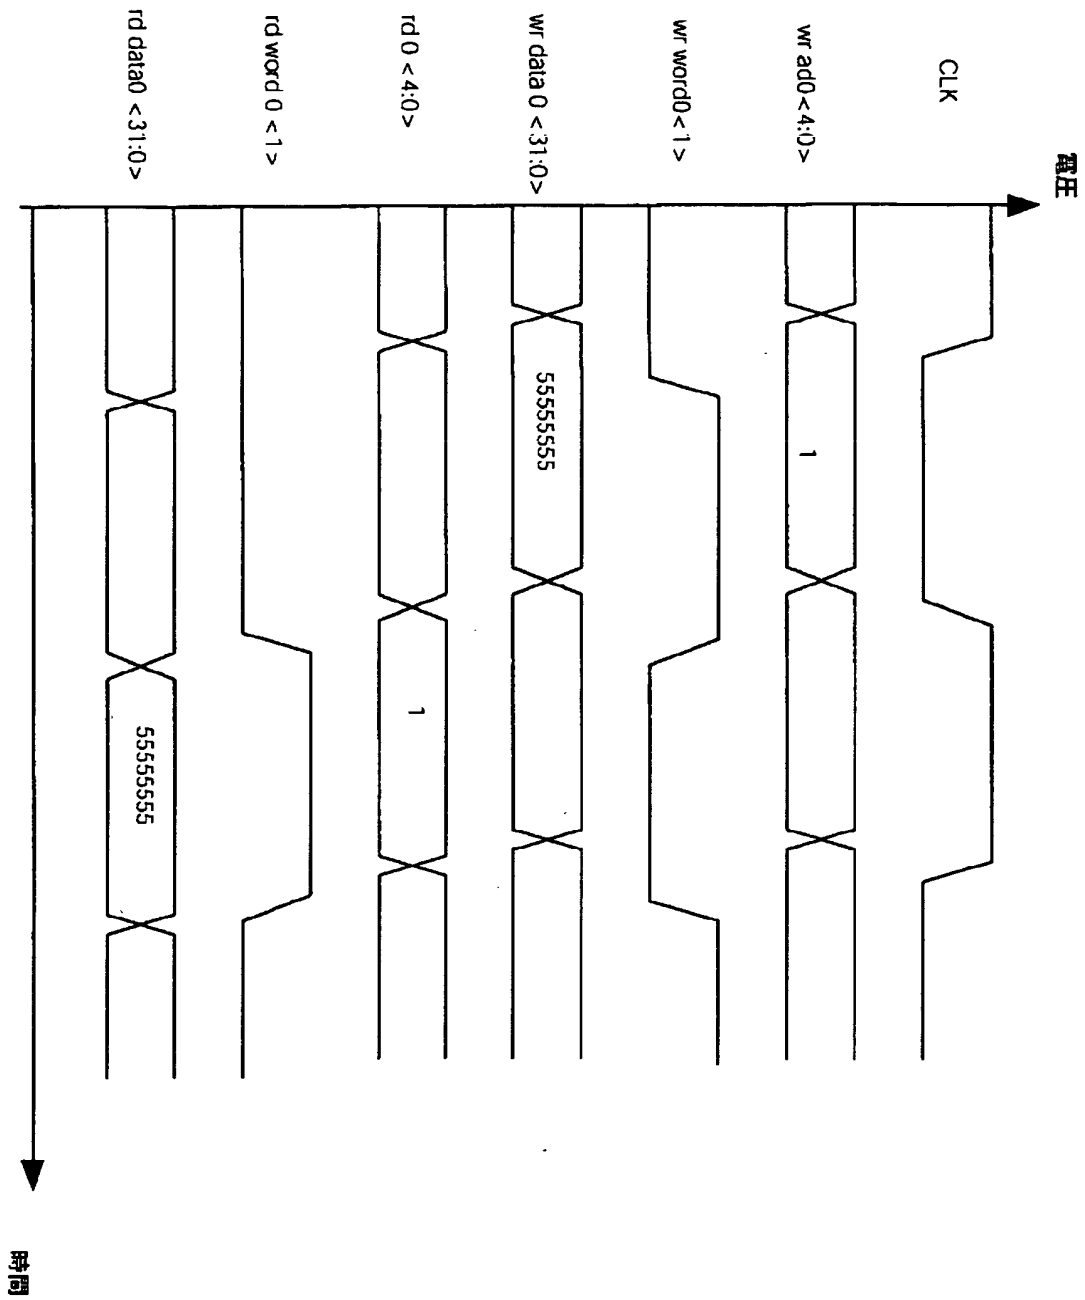 電圧
CLK
wr ad0<4:0>
1
wr word0<1>
wr data 0 <31:0>
55555555
rd 0 <4:0>
1
rd word 0 <1>
rd data0 <31:0>
55555555
時間